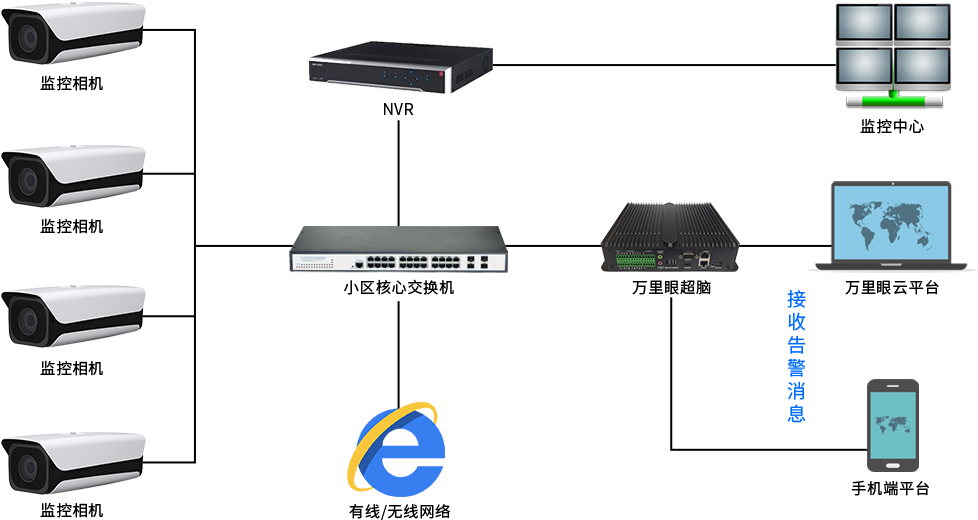 监控相机
NVR
监控中心
监控相机
小区核心交换机
万里眼超脑
万里眼云平台
接收告警消息
监控相机
手机端平台
监控相机
有线/无线网络